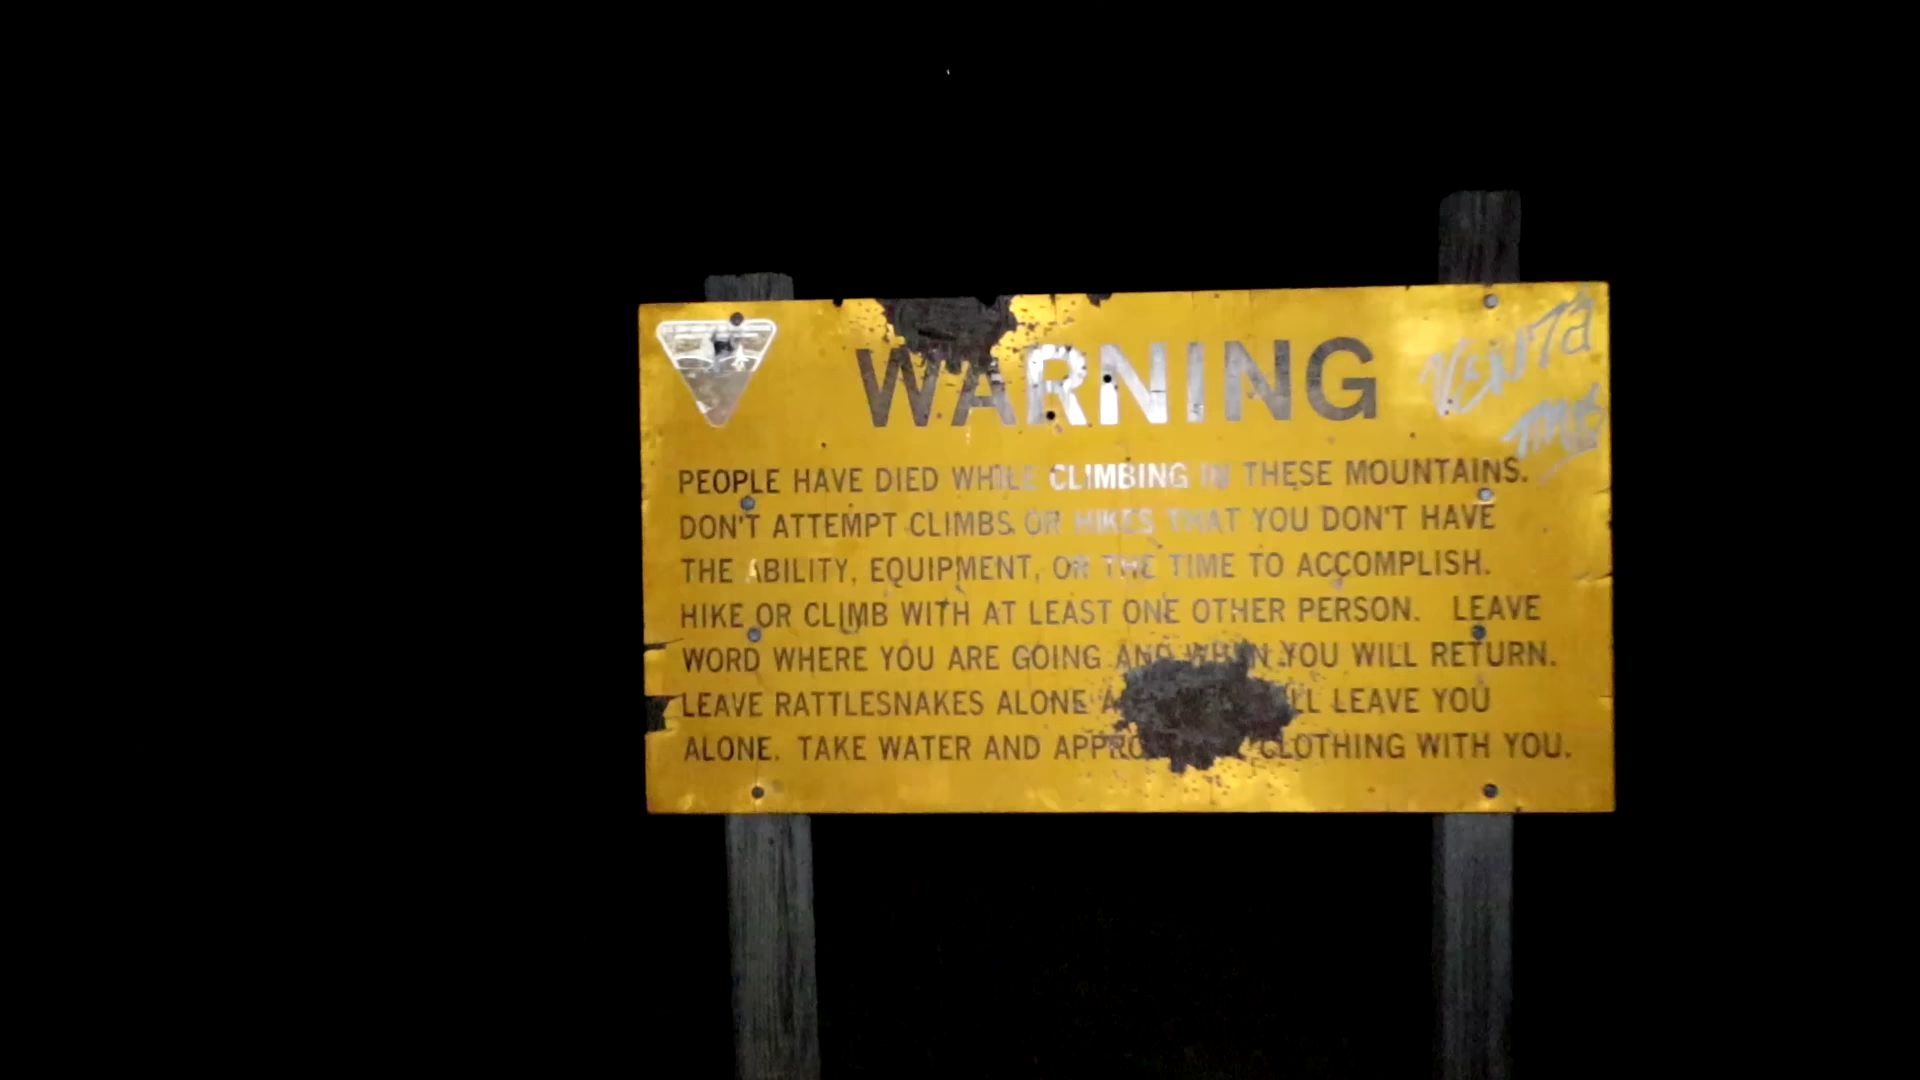 WARNING
PEOPLE HAVE DIED WHILE CLIMBING IN THESE MOUNTAINS.
DON'T ATTEMPT CLIMBS OR HIKES THAT YOU DON'T HAVE
THE ABILITY, EQUIPMENT, OR THE TIME TO ACCOMPLISH.
HIKE OR CLIMB WITH AT LEAST ONE OTHER PERSON. LEAVE
WORD WHERE YOU ARE GOING AND WHEN YOU WILL RETURN.
LEAVE RATTLESNAKES ALONE LEAVE YOU
ALONE. TAKE WATER AND CLOTHING WITH YOU.